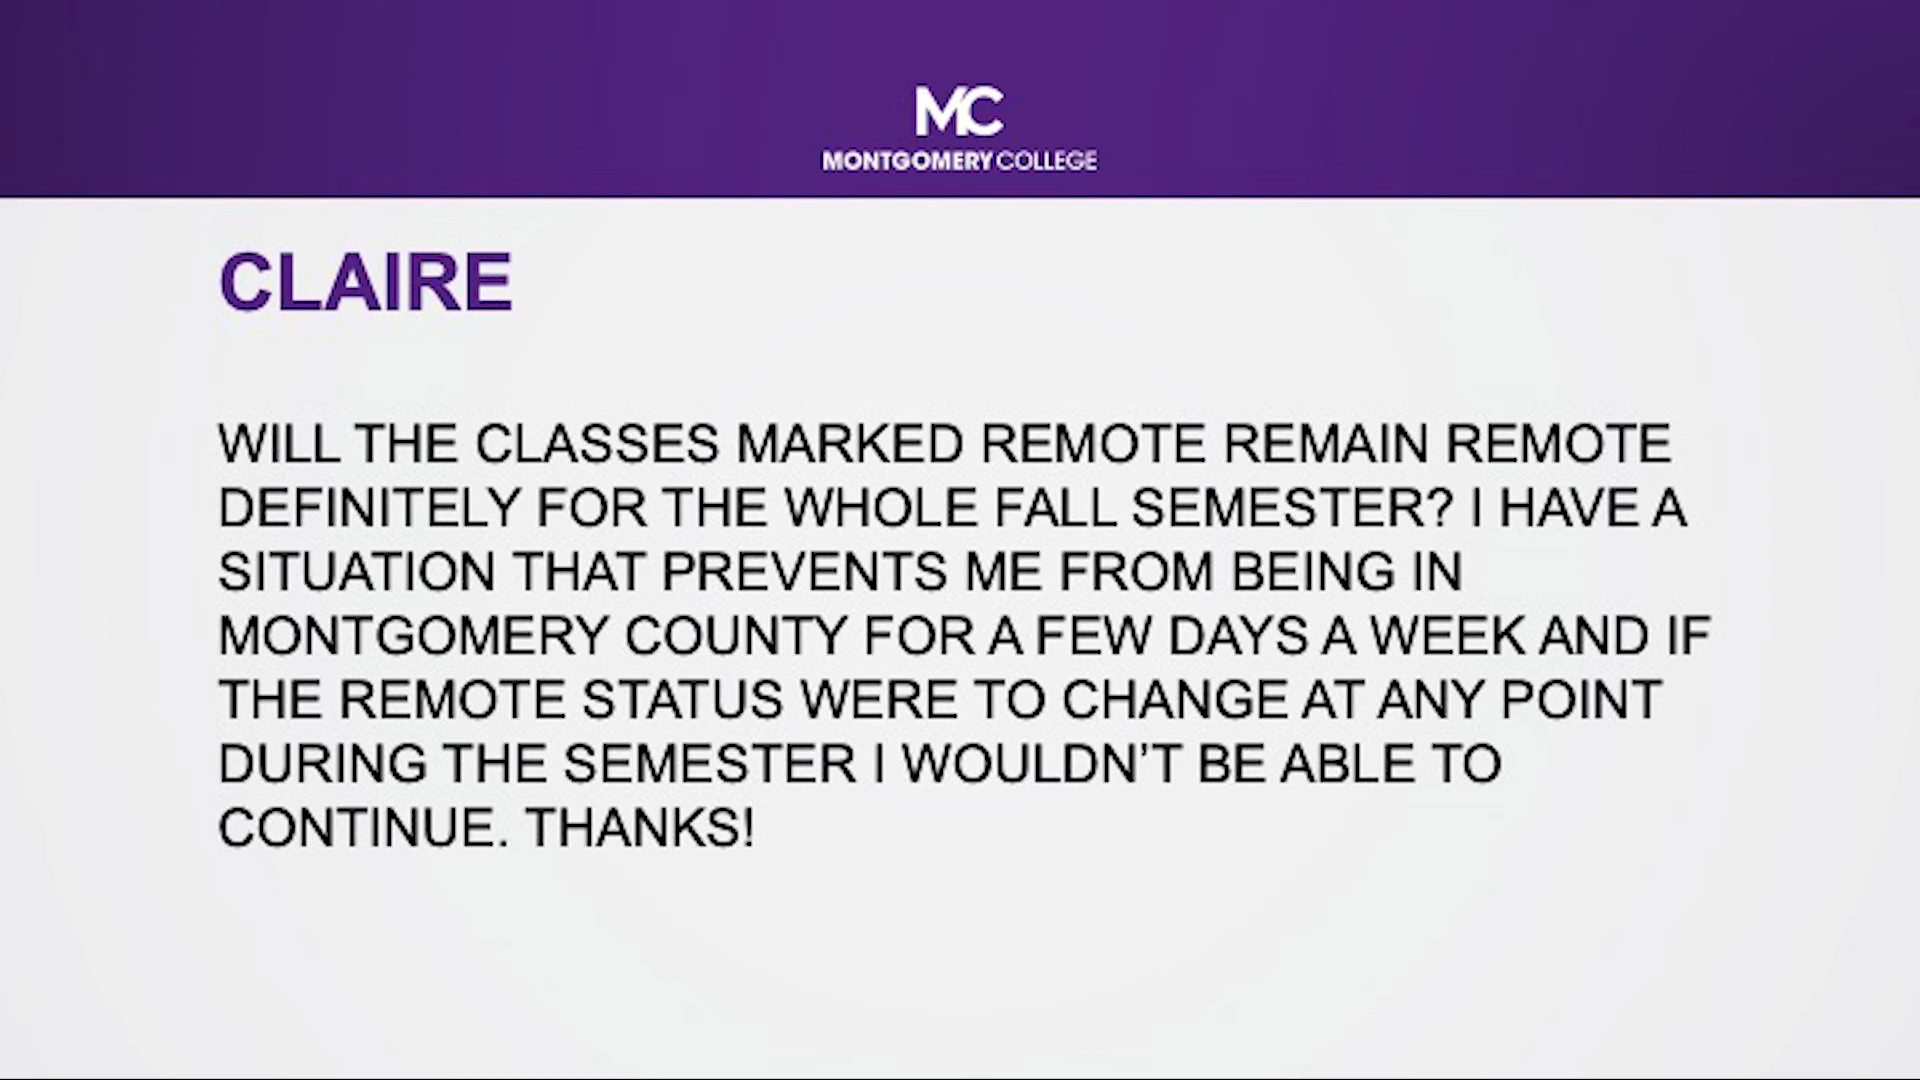 MC
MONTGOMERY COLLEGE
CLAIRE
WILL THE CLASSES MARKED REMOTE REMAIN REMOTE
DEFINITELY FOR THE WHOLE FALL SEMESTER? I HAVE A
SITUATION THAT PREVENTS ME FROM BEING IN
MONTGOMERY COUNTY FOR A FEW DAYS A WEEK AND IF
THE REMOTE STATUS WERE TO CHANGE AT ANY POINT
DURING THE SEMESTER I WOULDN'T BE ABLE TO
CONTINUE. THANKS!